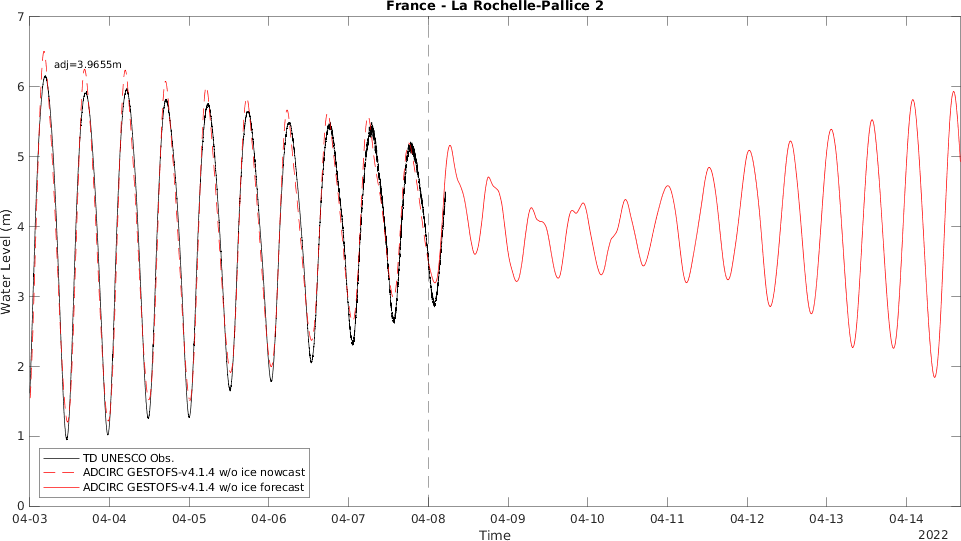 France - La Rochelle-Pallice 2
7
adj=3.9655m
6
5
4
3
2
1
0
Water Level (m)
TD UNESCO Obs.
ADCIRC GESTOFS-v4.1.4 w/o ice nowcast
ADCIRC GESTOFS-v4.1.4 w/o ice forecast
04-03 04-04 04-05 04-06 04-07 04-08 04-09 04-10 04-11 04-12 04-13 04-14
Time
2022